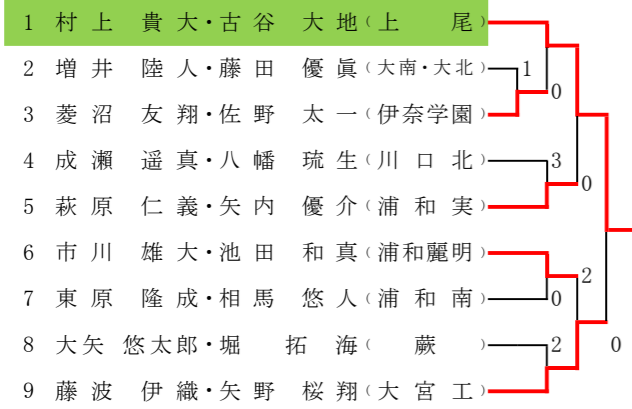 1 村上 貴大・古谷 大地（上 尾）
2 増井 陸人・藤田 優眞（大南・大北） 1
0
3 菱沼 友翔・佐野 太一（伊奈学園）
4 成瀬 遥真・八幡 琉生（川口北） 3
0
5 萩原 仁義・矢内 優介（浦和実）
6 市川 雄大・池田 和真（浦和麗明）
2
7 東原 隆成・相馬 悠人（浦和南） 0
8 大矢 悠太郎・堀 拓海（ 蕨 ） 2 0
9 藤波 伊織・矢野 桜翔（大宮工）